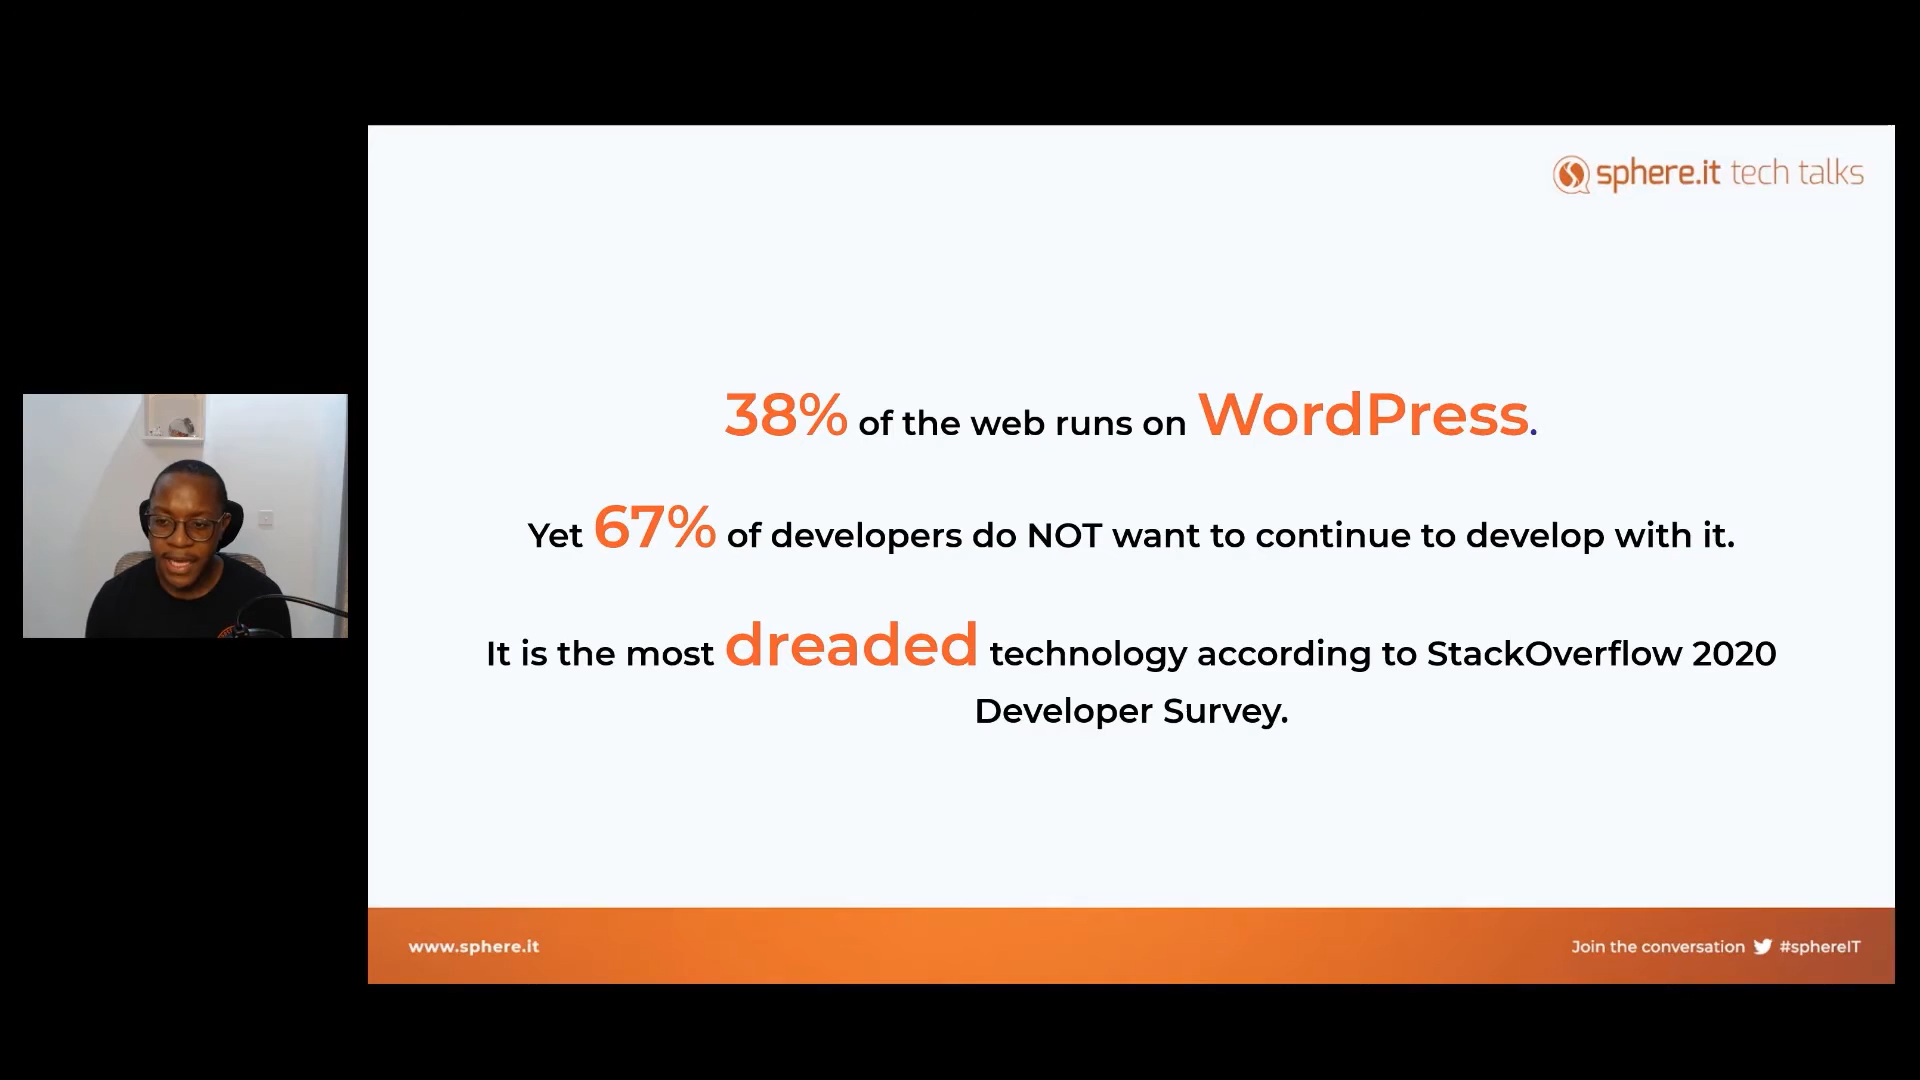 sphere.it tech talks
38% of the web runs on WordPress.
Yet 67% of developers do NOT want to continue to develop with it.
It is the most dreaded technology according to StackOverflow 2020
Developer Survey.
www.sphere.it
Join the conversation #sphereIT